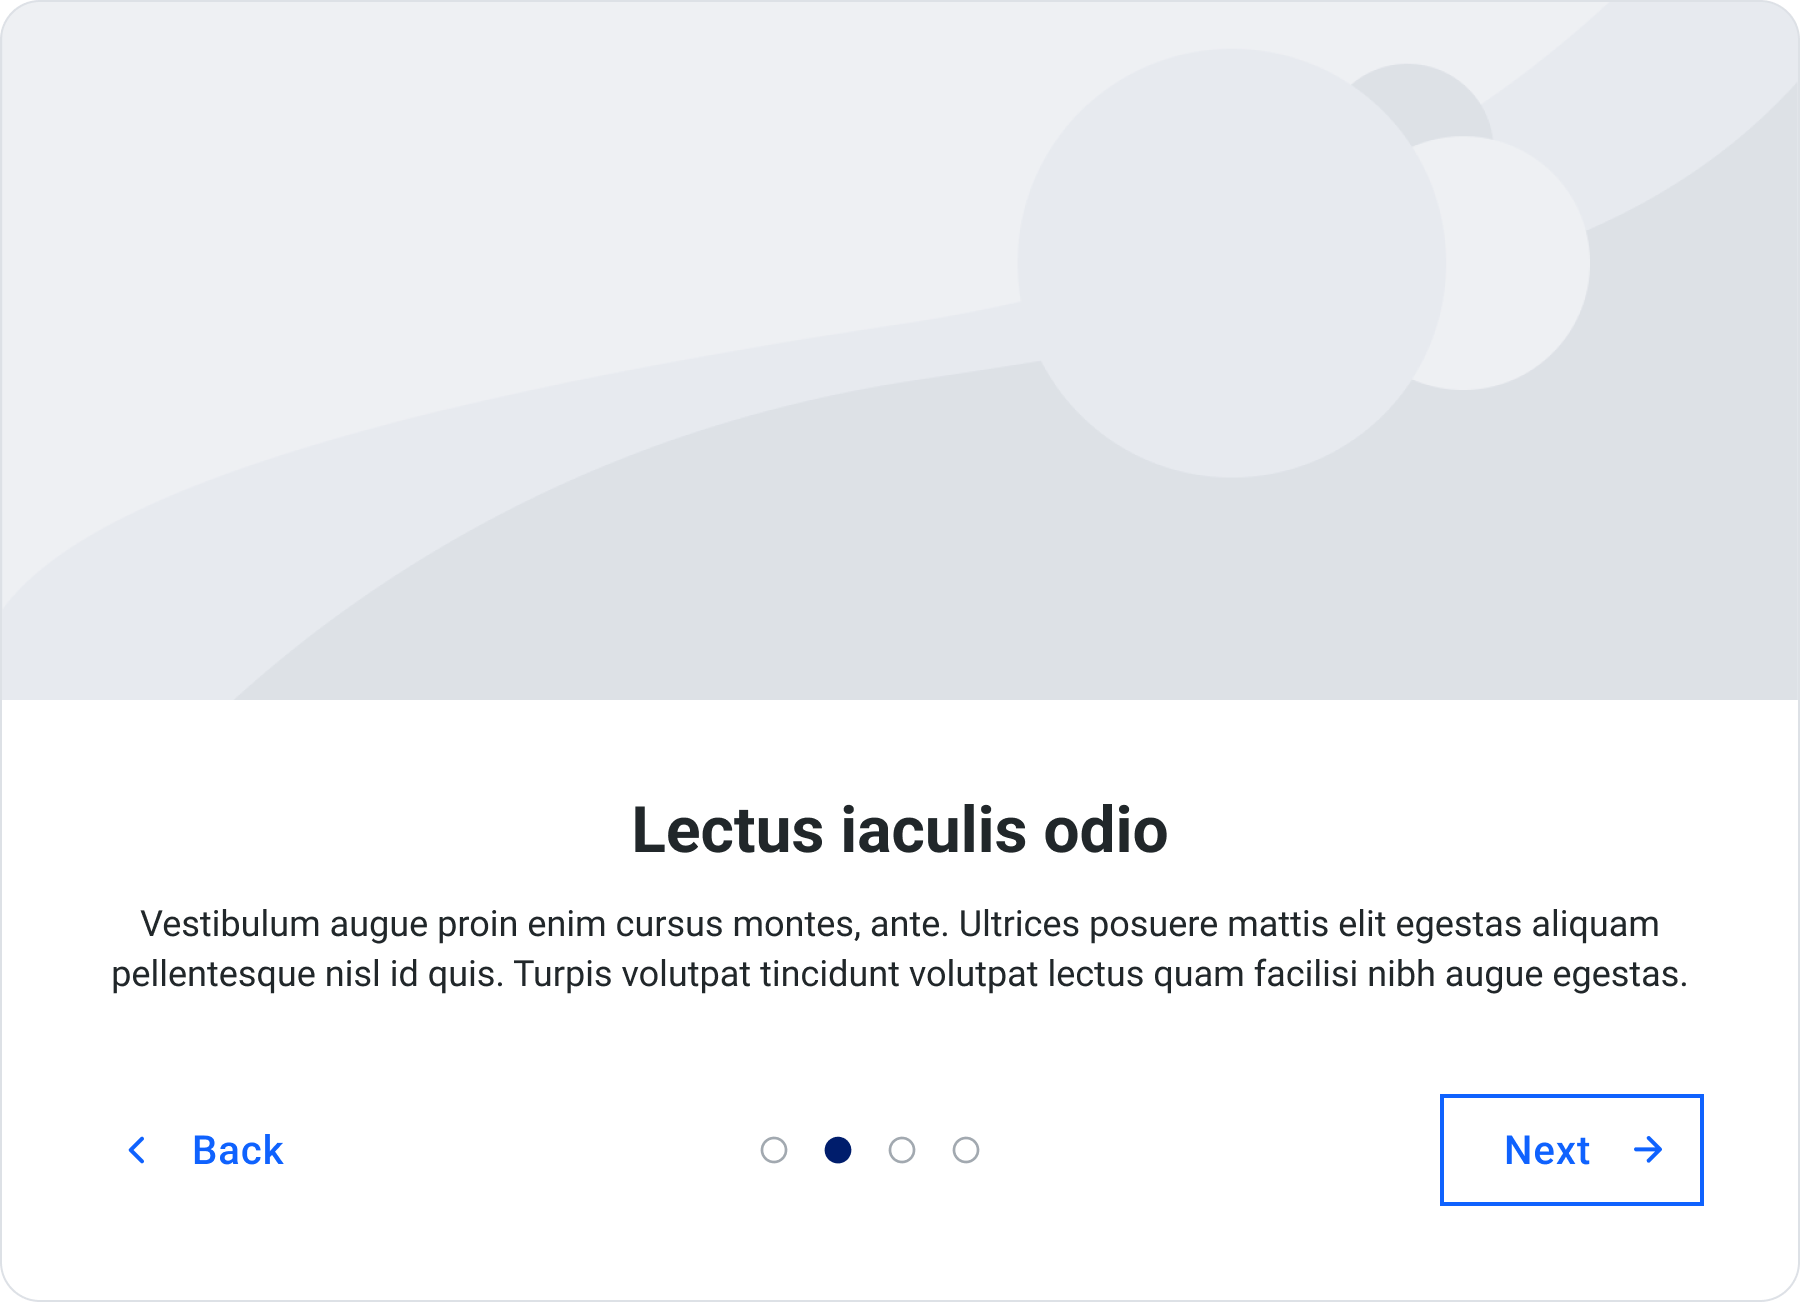 Lectus iaculis odio
Vestibulum augue proin enim cursus montes, ante. Ultrices posuere mattis elit egestas aliquam
pellentesque nisl id quis. Turpis volutpat tincidunt volutpat lectus quam facilisi nibh augue egestas.
Back
Next